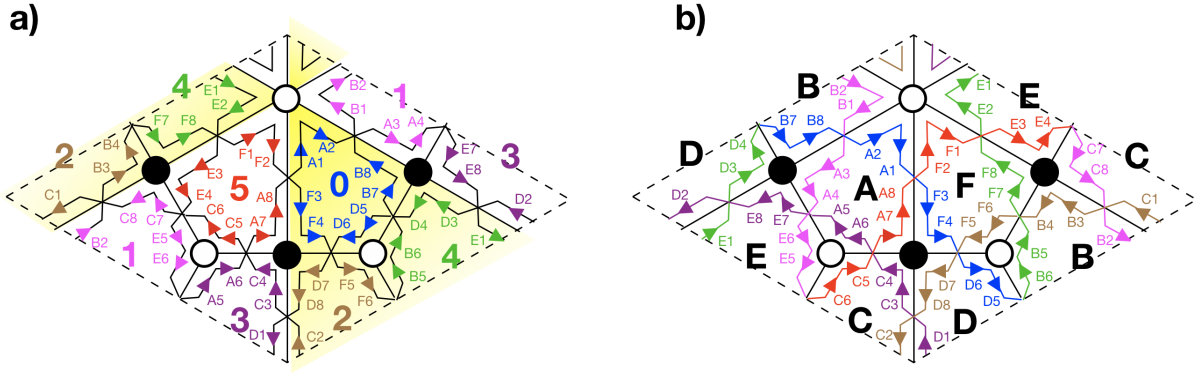 a)
4
E1
E2
B2
B1
1
F7
F8
A3
A4
B4
2
B3
F1
F2
A1
A2
E7
E8
3
E3
B8
C1
E4
5
A8
F3
0
B7
D2
C8
C7
C6
C5
A7
F4
D6
D5
D4
D3
B2
1
E5
E6
B6
E1
4
A5
A6
C4
D7
F5
B5
3
C3
D8
F6
2
D1
C2
b)
B
B2
B1
E1
E2
E
B7
B8
E3
E4
D
D4
D3
A2
F1
C7
C
C8
A3
A1
F2
F8
D2
A4
A
A8
F3
F
F7
C1
E8
E7
A5
A6
A7
F4
F5
F6
B4
B3
E1
E6
E5
B2
E
B5
B
C5
C4
D7
D6
B6
C6
C3
D8
D5
C
D
C2
D1